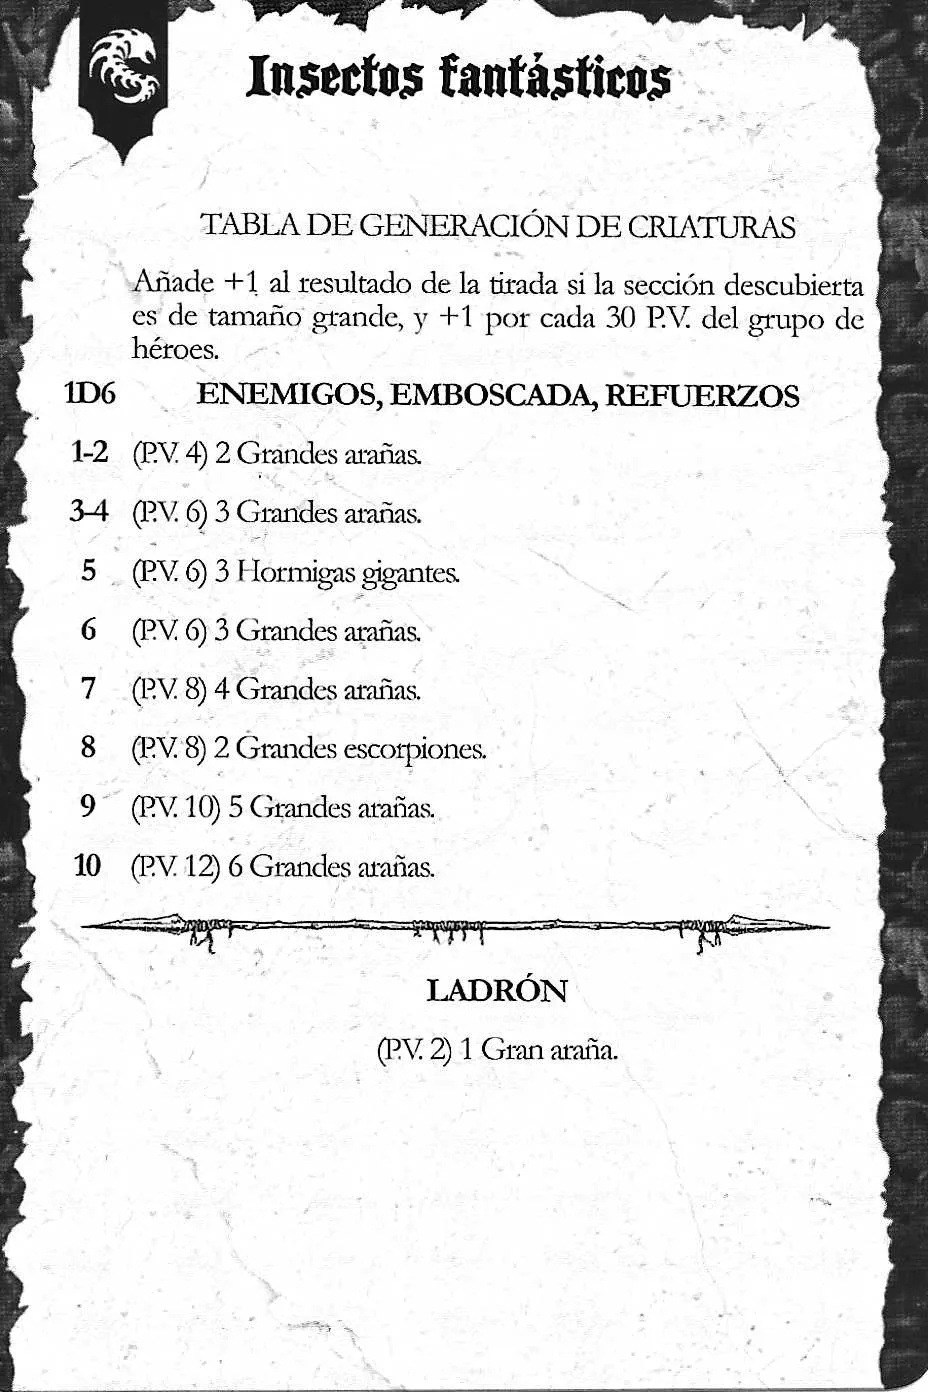 Insectos fantásticos
TABLA DE GENERACIÓN DE CRIATURAS
Añade +1 al resultado de la tirada si la sección descubierta
es de tamaño grande, y +1 por cada 30 P.V. del grupo de
héroes.
1D6 ENEMIGOS, EMBOSCADA, REFUERZOS
1-2 (P.V. 4) 2 Grandes arañas.
3-4 (P.V. 6) 3 Grandes arañas.
5 (P.V. 6) 3 Hormigas gigantes.
6 (P.V. 6) 3 Grandes arañas.
7 (P.V. 8) 4 Grandes arañas.
8 (P.V. 8) 2 Grandes escorpiones.
9 (P.V. 10) 5 Grandes arañas.
10 (P.V. 12) 6 Grandes arañas.
LADRÓN
(P.V. 2) 1 Gran araña.